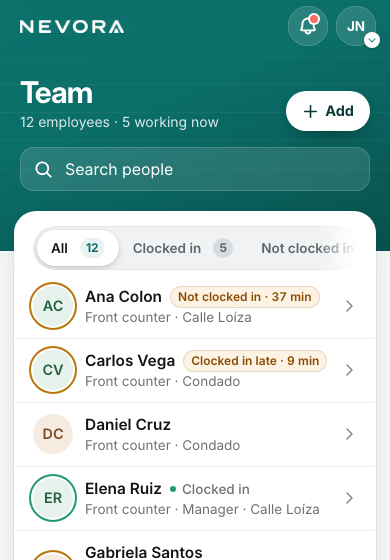 NEVORA
JN
Team
12 employees · 5 working now
Add
Search people
All 12 Clocked in 5 Not clocked in
AC Ana Colon Not clocked in · 37 min
Front counter · Calle Loíza
CV Carlos Vega Clocked in late · 9 min
Front counter · Condado
DC Daniel Cruz
Front counter · Condado
ER Elena Ruiz Clocked in
Front counter · Manager · Calle Loíza
Gabriela Santos